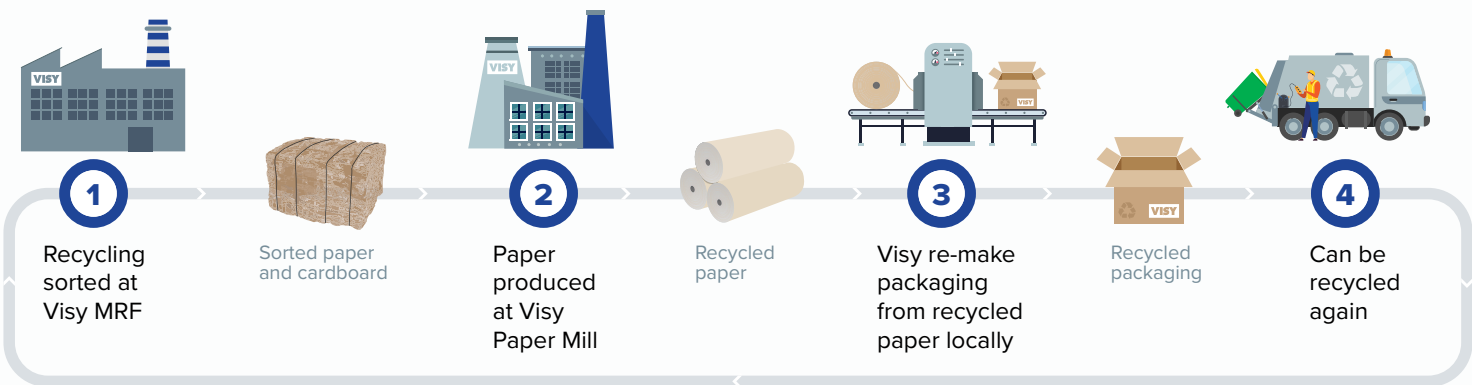 VISY
VISY
VISY
VISY
1
Recycling
sorted at
Visy MRF
Sorted paper
and cardboard
2
Paper
produced
at Visy
Paper Mill
Recycled
paper
3
Visy re-make
packaging
from recycled
paper locally
Recycled
packaging
4
Can be
recycled
again